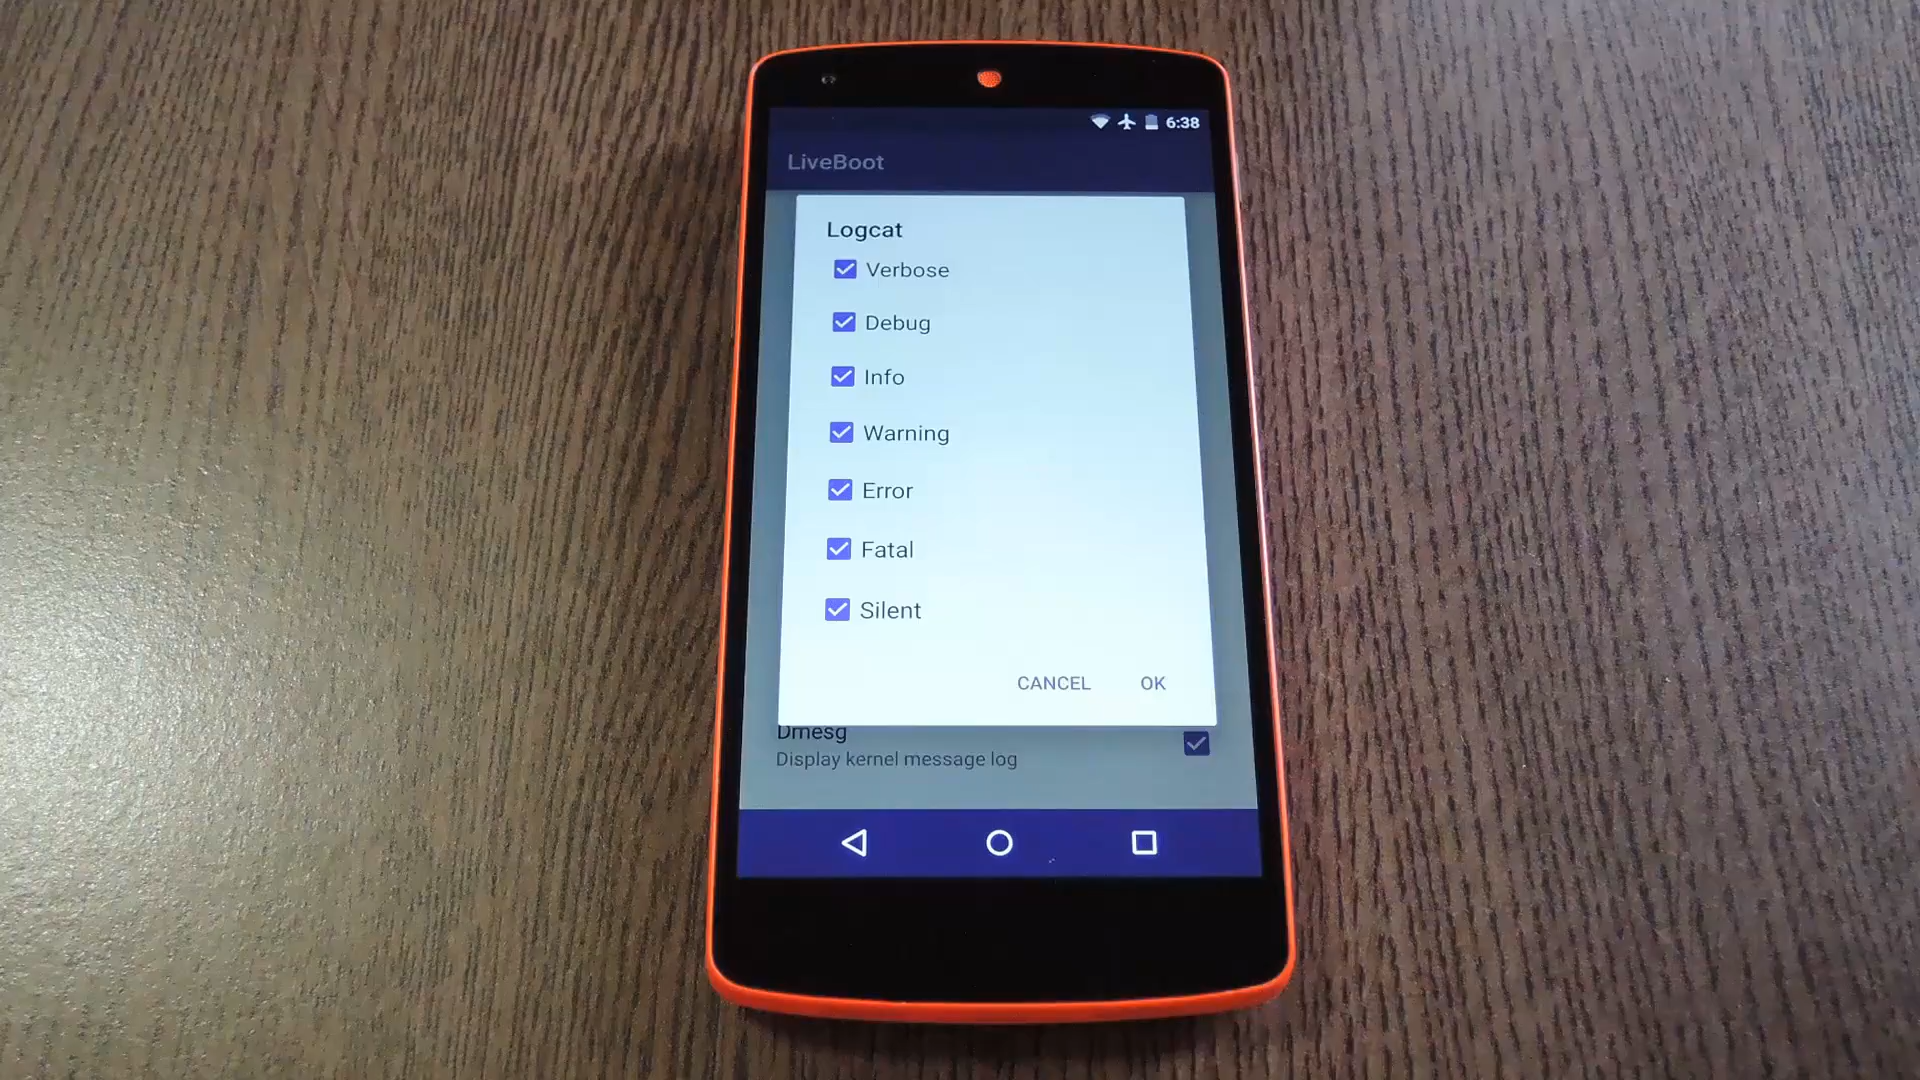 6:38
LiveBoot
Logcat
Verbose
Debug
Info
Warning
Error
Fatal
Silent
CANCEL OK
Dmesg
Display kernel message log